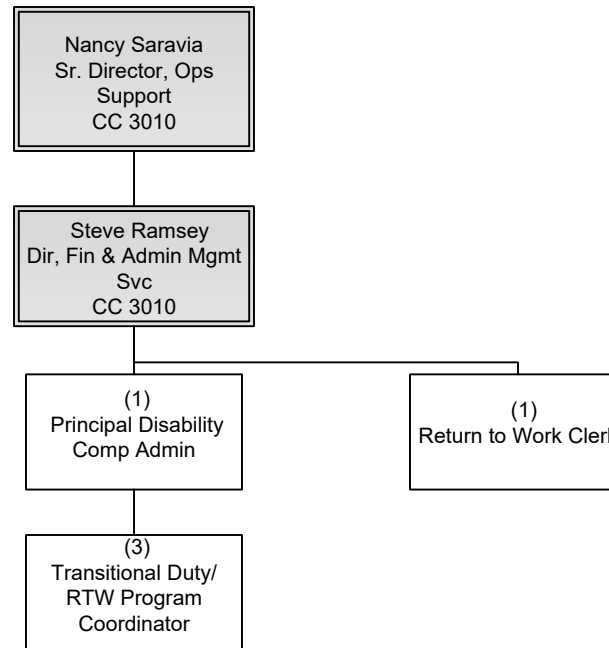 Nancy Saravia
Sr. Director, Ops
Support
CC 3010
Steve Ramsey
Dir, Fin & Admin Mgmt
Svc
CC 3010
(1)
Principal Disability
Comp Admin
(1)
Return to Work Clerk
(3)
Transitional Duty/
RTW Program
Coordinator